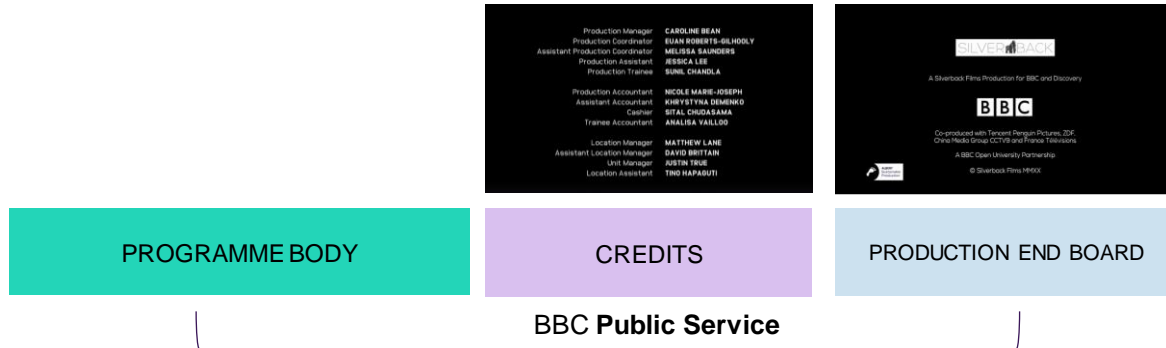 Production Manager CAROLINE BEAN
Production Coordinator EUAN ROBERTS-GILHOOLY
Assistant Production Coordinator MELISSA SAUNDERS
Production Assistant JESSICA LEE
Production Trainee SUNIL CHANDLA
Production Accountant NICOLE MARIE-JOSEPH
Assistant Accountant KHRYSTYNA DEMENKO
Cashier SITAL CHUDASAMA
Trainee Accountant ANALISA VAILLOO
Location Manager MATTHEW LANE
Assistant Location Manager DAVID BRITTAIN
Unit Manager JUSTIN TRUE
Location Assistant TINO HAPAGUTI
SILVERBACK
A Silverback Films Production for BBC and Discovery
BBC
Co-produced with Tencent Penguin Pictures, ZDF,
China Media Group CCTV9 and France Télévisions
A BBC Open University Partnership
© Silverback Films MMXX
PROGRAMME BODY
CREDITS
PRODUCTION END BOARD
BBC Public Service